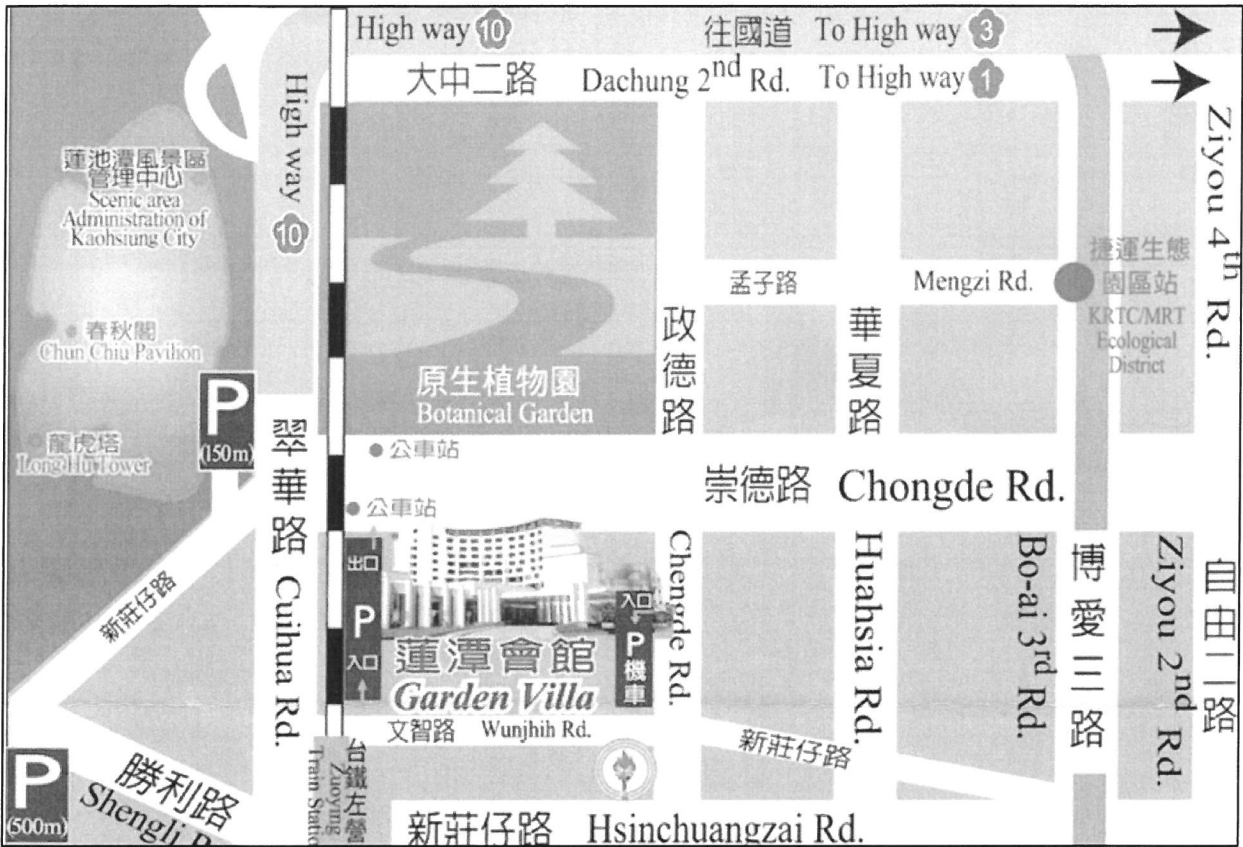 High way 10
往國道 To High way 3
大中二路 Dachung 2nd Rd. To High way 1
High way 10
Ziyou 4th Rd.
蓮池潭風景區
管理中心
Scenic area
Administration of
Kaohsiung City
春秋閣
Chun Chiu Pavilion
龍虎塔
Long Hu Tower
P
(150m)
原生植物園
Botanical Garden
孟子路 Mengzi Rd.
捷運生態
園區站
KRTC/MRT
Ecological
District
政德路
華夏路
公車站
公車站
崇德路 Chongde Rd.
翠華路 Cuihua Rd.
新莊仔路
出口
P
入口
入口
P
機車
蓮潭會館
Garden Villa
文智路 Wunjhih Rd.
Chengde Rd.
Huahsia Rd.
Bo-ai 3rd Rd.
博愛三路
Ziyou 2nd Rd.
自由二路
新莊仔路
P
(500m)
勝利路
Shengli
台鐵左營
Zuoying
Train Statio
新莊仔路 Hsinchuangzai Rd.